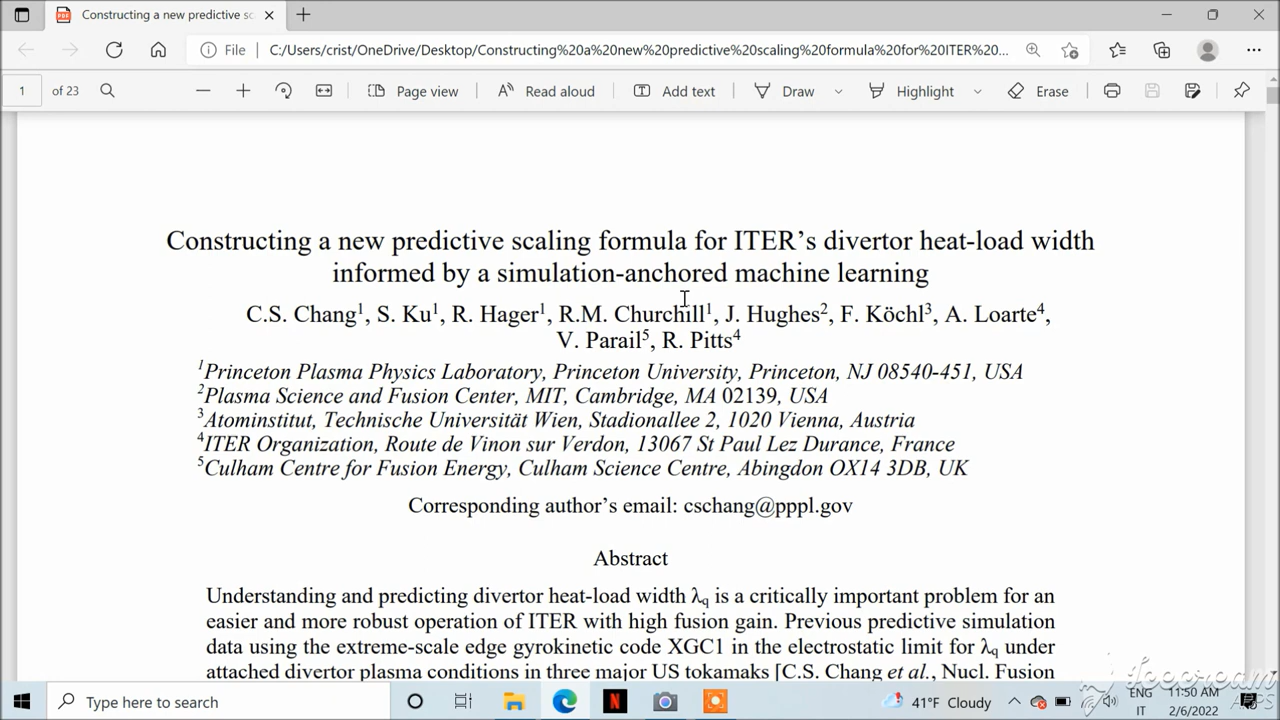 Constructing a new predictive sc
File C:/Users/crist/OneDrive/Desktop/Constructing%20a%20new%20predictive%20scaling%20formula%20for%20ITER%20...
1 of 23 Page view Read aloud Add text Draw Highlight Erase
Constructing a new predictive scaling formula for ITER’s divertor heat-load width
informed by a simulation-anchored machine learning
C.S. Chang¹, S. Ku¹, R. Hager¹, R.M. Churchill¹, J. Hughes², F. Köchl³, A. Loarte⁴,
V. Parail⁵, R. Pitts⁴
¹Princeton Plasma Physics Laboratory, Princeton University, Princeton, NJ 08540-451, USA
²Plasma Science and Fusion Center, MIT, Cambridge, MA 02139, USA
³Atominstitut, Technische Universität Wien, Stadionallee 2, 1020 Vienna, Austria
⁴ITER Organization, Route de Vinon sur Verdon, 13067 St Paul Lez Durance, France
⁵Culham Centre for Fusion Energy, Culham Science Centre, Abingdon OX14 3DB, UK
Corresponding author’s email: cschang@pppl.gov
Abstract
Understanding and predicting divertor heat-load width λq is a critically important problem for an
easier and more robust operation of ITER with high fusion gain. Previous predictive simulation
data using the extreme-scale edge gyrokinetic code XGC1 in the electrostatic limit for λq under
attached divertor plasma conditions in three major US tokamaks [C.S. Chang et al., Nucl. Fusion
Icecream
APPS
Type here to search 41°F Cloudy ENG 11:50 AM
IT 2/6/2022